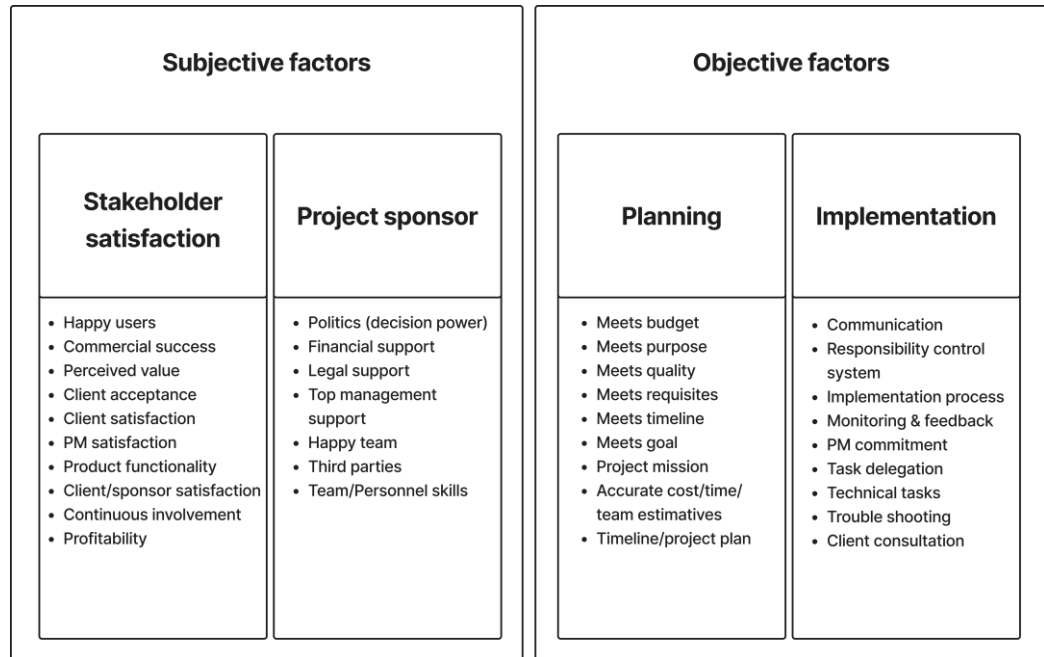 Subjective factors
Stakeholder
satisfaction
• Happy users
• Commercial success
• Perceived value
• Client acceptance
• Client satisfaction
• PM satisfaction
• Product functionality
• Client/sponsor satisfaction
• Continuous involvement
• Profitability
Project sponsor
• Politics (decision power)
• Financial support
• Legal support
• Top management
support
• Happy team
• Third parties
• Team/Personnel skills
Objective factors
Planning
• Meets budget
• Meets purpose
• Meets quality
• Meets requisites
• Meets timeline
• Meets goal
• Project mission
• Accurate cost/time/
team estimatives
• Timeline/project plan
Implementation
• Communication
• Responsibility control
system
• Implementation process
• Monitoring & feedback
• PM commitment
• Task delegation
• Technical tasks
• Trouble shooting
• Client consultation